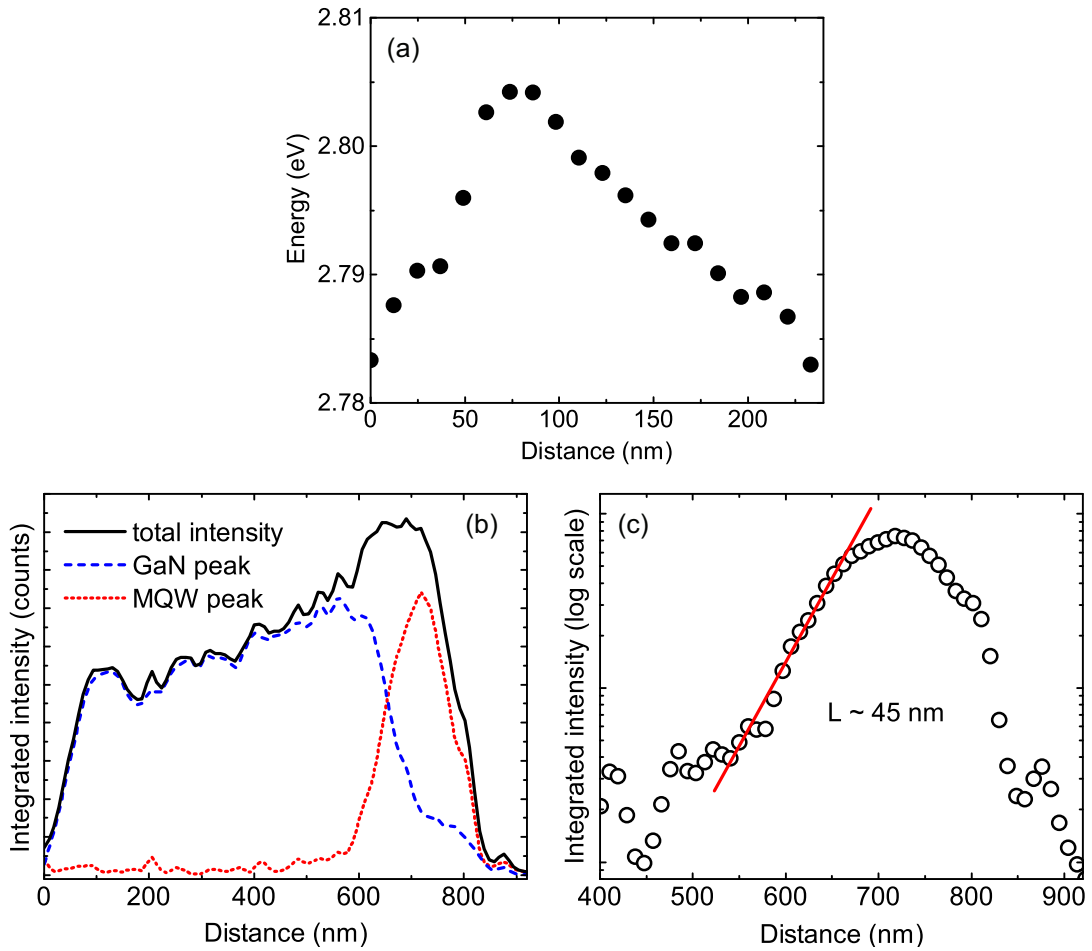 (a)
2.81
2.80
2.79
2.78
Energy (eV)
0 50 100 150 200
Distance (nm)
(b)
total intensity
GaN peak
MQW peak
Integrated intensity (counts)
0 200 400 600 800
Distance (nm)
(c)
L ~ 45 nm
Integrated intensity (log scale)
400 500 600 700 800 900
Distance (nm)